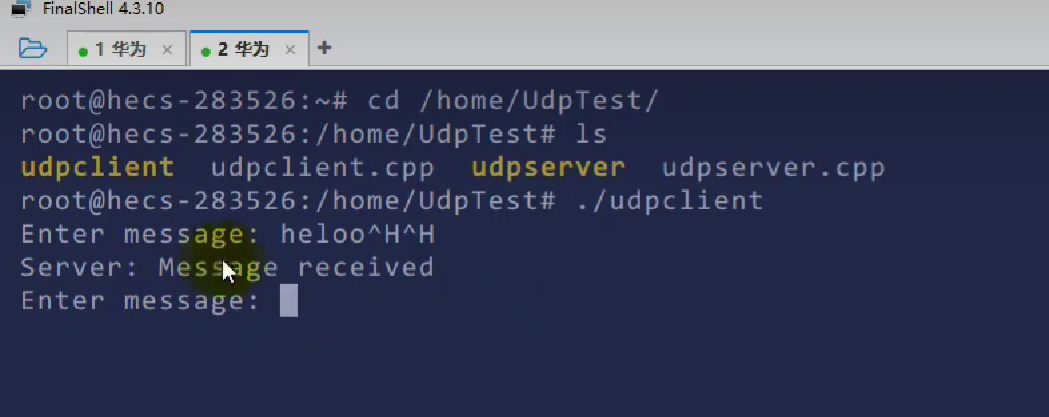 FinalShell 4.3.10
1 华为 × 2 华为 × +
root@hecs-283526:~# cd /home/UdpTest/
root@hecs-283526:/home/UdpTest# ls
udpclient udpclient.cpp udpserver udpserver.cpp
root@hecs-283526:/home/UdpTest# ./udpclient
Enter message: heloo^H^H
Server: Message received
Enter message: